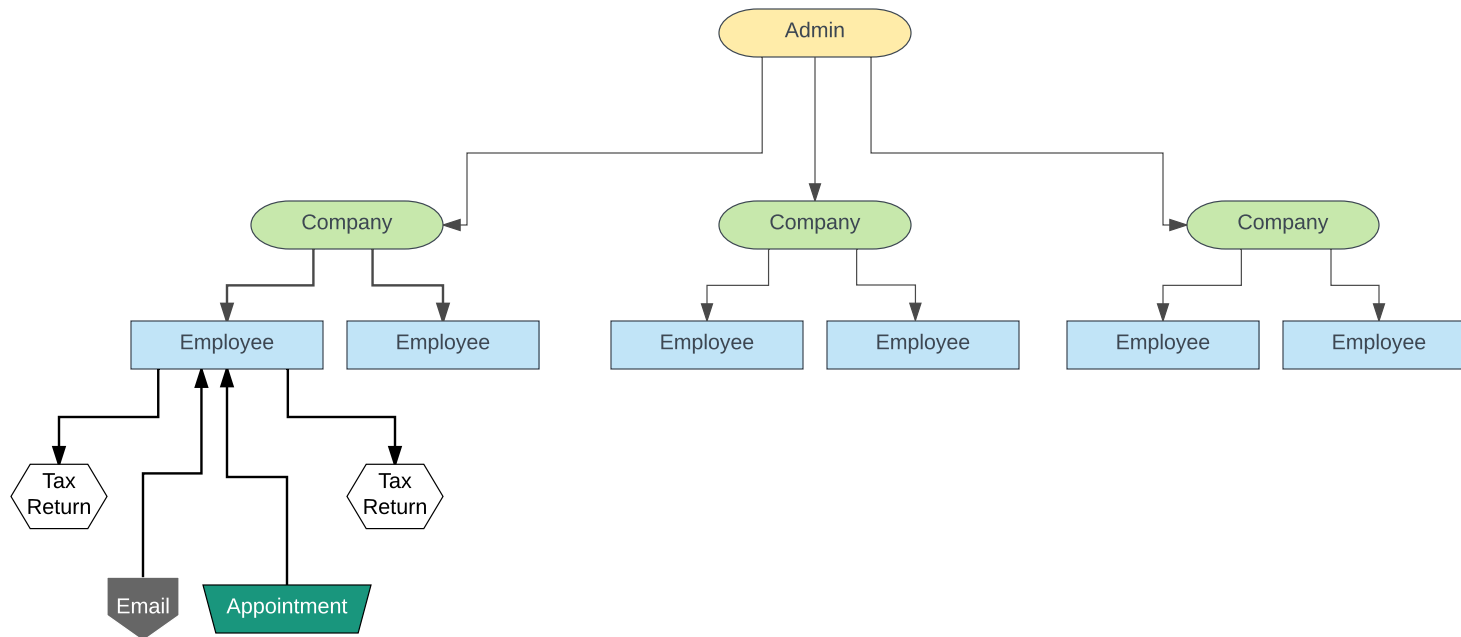 Admin
Company
Company
Company
Employee
Employee
Employee
Employee
Employee
Employee
Tax
Return
Tax
Return
Email
Appointment